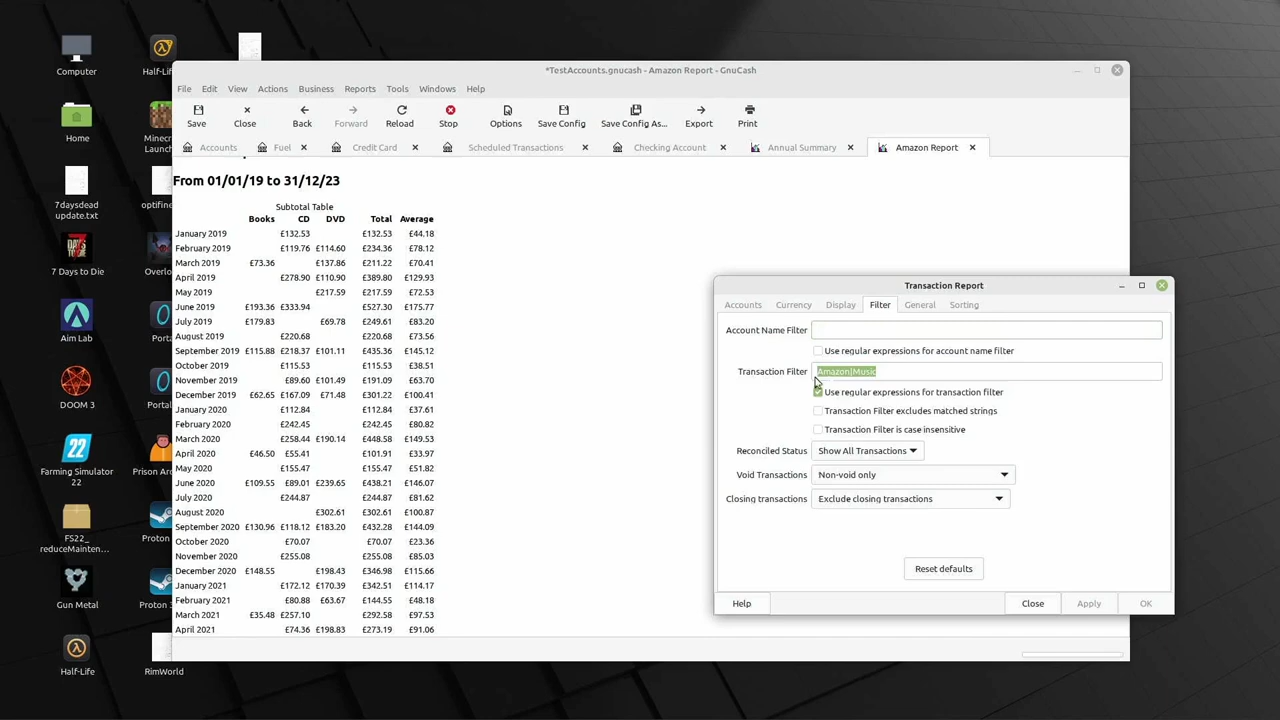 Computer
Half-Li
Home
Minecr
Launch
7daysdead
update.txt
optifine
7 Days to Die
Overlo
Aim Lab
Porta
DOOM 3
Portal
Farming Simulator
22
Prison Arc
FS22_
reduceMainten...
Proton
Gun Metal
Proton 3
Half-Life
RimWorld
*TestAccounts.gnucash - Amazon Report - GnuCash
File Edit View Actions Business Reports Tools Windows Help
Save Close Back Forward Reload Stop Options Save Config Save Config As... Export Print
Accounts Fuel Credit Card Scheduled Transactions Checking Account Annual Summary Amazon Report
From 01/01/19 to 31/12/23
Subtotal Table
Books CD DVD Total Average
January 2019 £132.53 £132.53 £44.18
February 2019 £119.76 £114.60 £234.36 £78.12
March 2019 £73.36 £137.86 £211.22 £70.41
April 2019 £278.90 £110.90 £389.80 £129.93
May 2019 £217.59 £217.59 £72.53
June 2019 £193.36 £333.94 £527.30 £175.77
July 2019 £179.83 £69.78 £249.61 £83.20
August 2019 £220.68 £220.68 £73.56
September 2019 £115.88 £218.37 £101.11 £435.36 £145.12
October 2019 £115.53 £115.53 £38.51
November 2019 £89.60 £101.49 £191.09 £63.70
December 2019 £62.65 £167.09 £71.48 £301.22 £100.41
January 2020 £112.84 £112.84 £37.61
February 2020 £242.45 £242.45 £80.82
March 2020 £258.44 £190.14 £448.58 £149.53
April 2020 £46.50 £55.41 £101.91 £33.97
May 2020 £155.47 £155.47 £51.82
June 2020 £109.55 £89.01 £239.65 £438.21 £146.07
July 2020 £244.87 £244.87 £81.62
August 2020 £302.61 £302.61 £100.87
September 2020 £130.96 £118.12 £183.20 £432.28 £144.09
October 2020 £70.07 £70.07 £23.36
November 2020 £255.08 £255.08 £85.03
December 2020 £148.55 £198.43 £346.98 £115.66
January 2021 £172.12 £170.39 £342.51 £114.17
February 2021 £80.88 £63.67 £144.55 £48.18
March 2021 £35.48 £257.10 £292.58 £97.53
April 2021 £74.36 £198.83 £273.19 £91.06
Transaction Report
Accounts Currency Display Filter General Sorting
Account Name Filter
Use regular expressions for account name filter
Transaction Filter Amazon|Music
Use regular expressions for transaction filter
Transaction Filter excludes matched strings
Transaction Filter is case insensitive
Reconciled Status Show All Transactions
Void Transactions Non-void only
Closing transactions Exclude closing transactions
Reset defaults
Help Close Apply OK